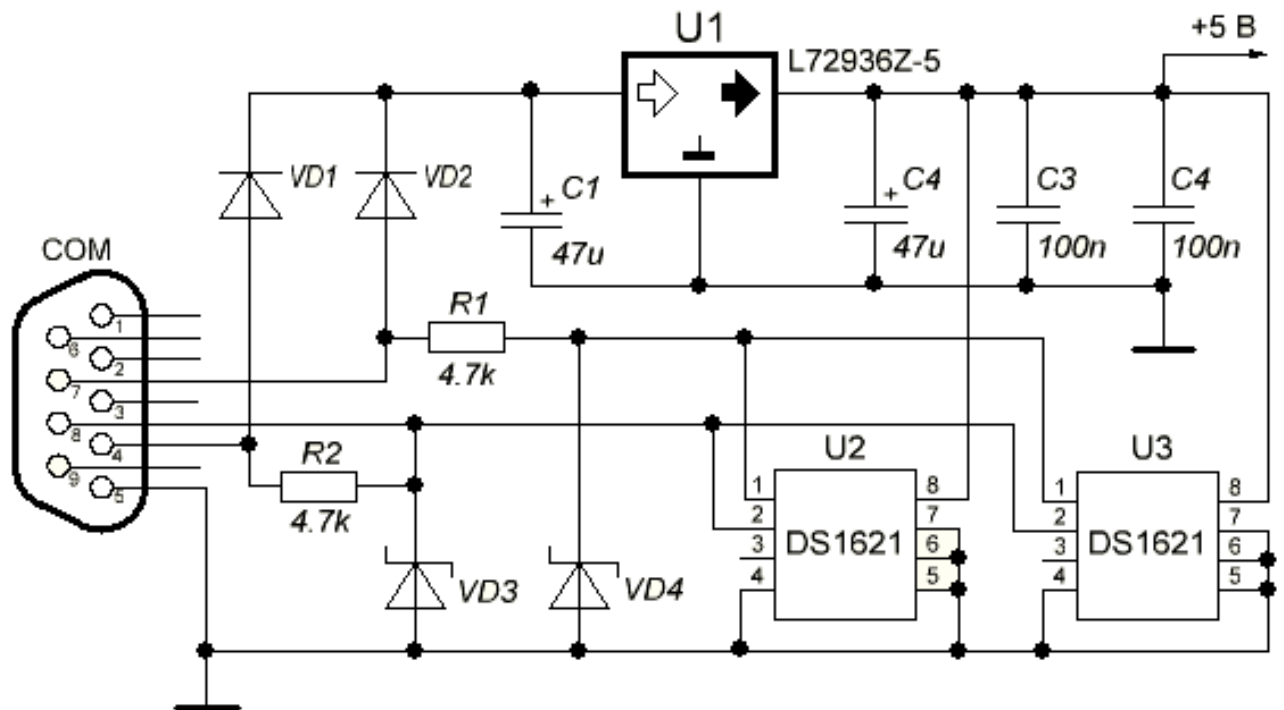 U1
+5 В
L72936Z-5
VD1
VD2
+ C1
47u
+ C4
47u
C3
100n
C4
100n
COM
1
6
2
7
3
8
4
9
5
R1
4.7k
R2
4.7k
VD3
VD4
U2
1
2
3
4
DS1621
8
7
6
5
U3
1
2
3
4
DS1621
8
7
6
5